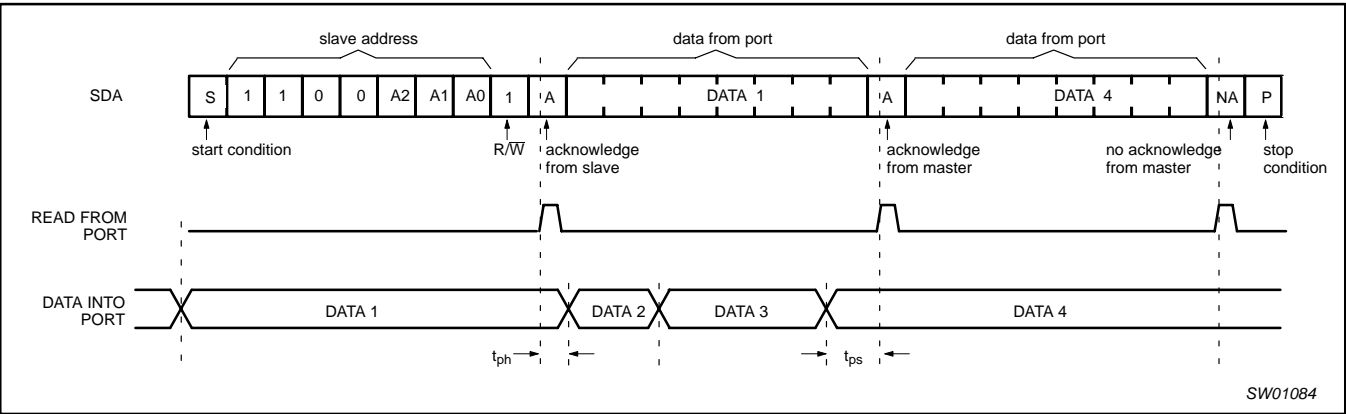 slave address
data from port
data from port
SDA
S 1 1 0 0 A2 A1 A0 1 A DATA 1 A DATA 4 NA P
start condition
R/W̅
acknowledge
from slave
acknowledge
from master
no acknowledge
from master
stop
condition
READ FROM
PORT
DATA INTO
PORT
DATA 1
DATA 2
DATA 3
DATA 4
tph
tps
SW01084